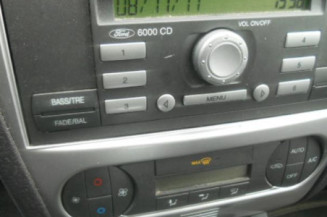 08/11/11
Ford 6000 CD
VOL ON/OFF
1
4
2
5
3
6
BASS/TRE
MENU
FADE/BAL
AUTO
A/C